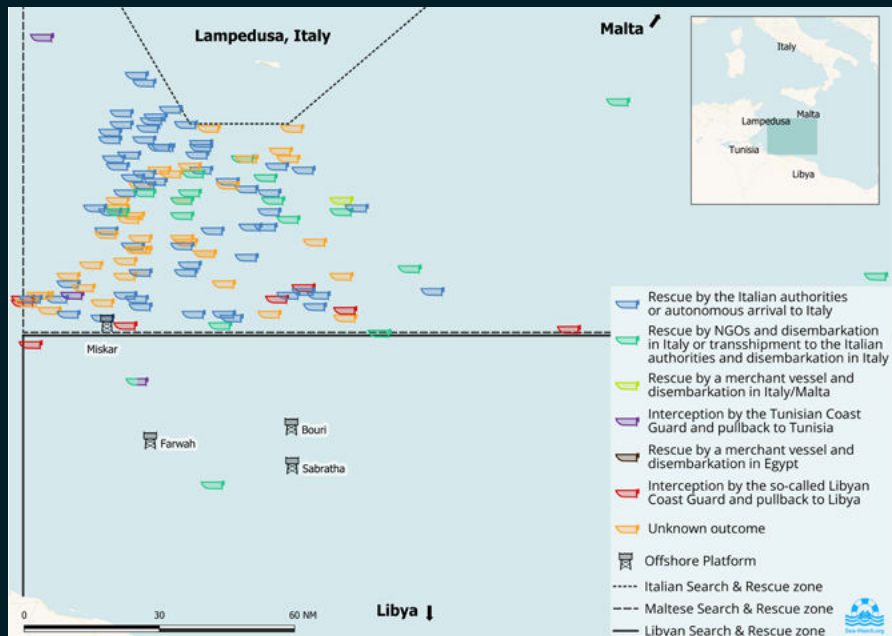 Lampedusa, Italy
Malta
Italy
Malta
Lampedusa
Tunisia
Libya
Miskar
Farwah
Bouri
Sabratha
Rescue by the Italian authorities
or autonomous arrival to Italy
Rescue by NGOs and disembarkation
in Italy or transshipment to the Italian
authorities and disembarkation in Italy
Rescue by a merchant vessel and
disembarkation in Italy/Malta
Interception by the Tunisian Coast
Guard and pullback to Tunisia
Rescue by a merchant vessel and
disembarkation in Egypt
Interception by the so-called Libyan
Coast Guard and pullback to Libya
Unknown outcome
Offshore Platform
Italian Search & Rescue zone
Maltese Search & Rescue zone
Libyan Search & Rescue zone
0 30 60 NM
Libya
Sea-Watch.org